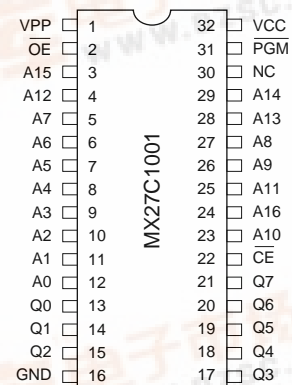 VPP 1 32 VCC
OE 2 31 PGM
A15 3 30 NC
A12 4 29 A14
A7 5 28 A13
A6 6 27 A8
A5 7 26 A9
A4 8 25 A11
A3 9 24 A16
A2 10 23 A10
A1 11 22 CE
A0 12 21 Q7
Q0 13 20 Q6
Q1 14 19 Q5
Q2 15 18 Q4
GND 16 17 Q3
MX27C1001